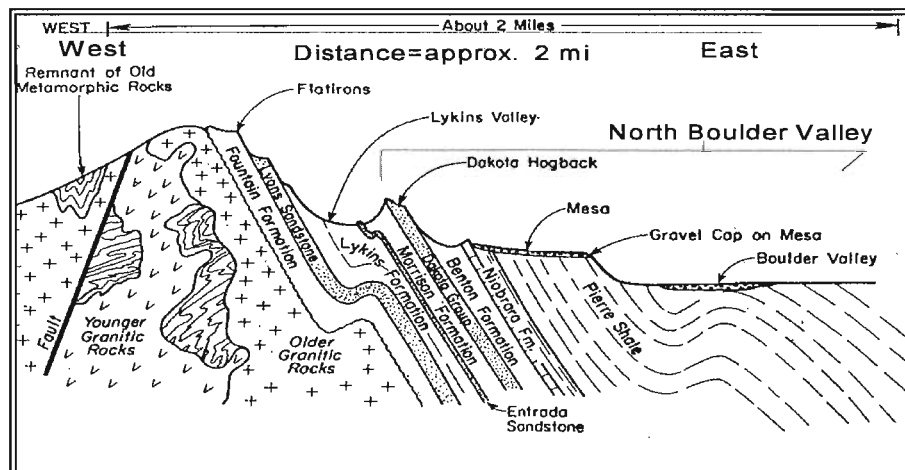 WEST
About 2 Miles
West
Distance=approx. 2 mi
East
Remnant of Old
Metamorphic Rocks
Flatirons
Lykins Valley
North Boulder Valley
Dakota Hogback
Mesa
Gravel Cap on Mesa
Boulder Valley
Fountain Formation
Lyons Sandstone
Lykins Formation
Morrison Formation
Dakota Group
Benton Formation
Niobrara Fm.
Pierre Shale
Fault
Younger
Granitic
Rocks
Older
Granitic Rocks
Entrada
Sandstone